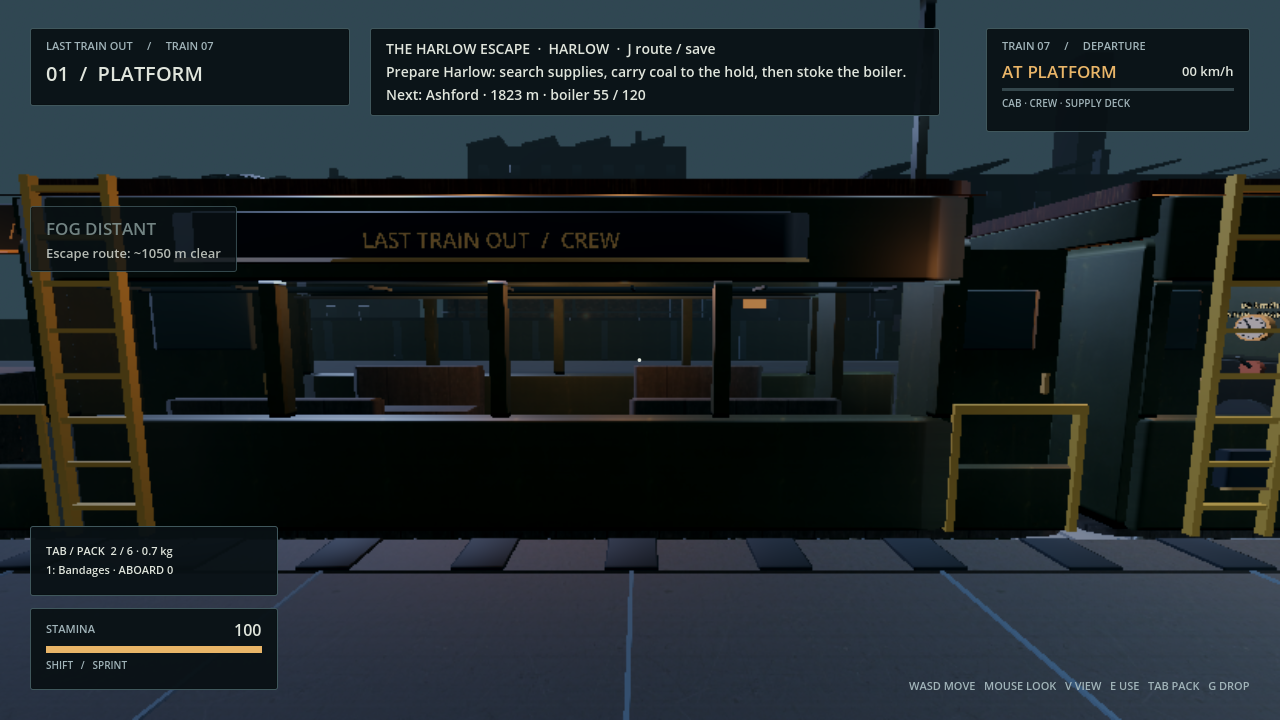 LAST TRAIN OUT / TRAIN 07
01 / PLATFORM
THE HARLOW ESCAPE · HARLOW · J route / save
Prepare Harlow: search supplies, carry coal to the hold, then stoke the boiler.
Next: Ashford · 1823 m · boiler 55 / 120
TRAIN 07 / DEPARTURE
AT PLATFORM 00 km/h
CAB · CREW · SUPPLY DECK
FOG DISTANT
Escape route: ~1050 m clear
LAST TRAIN OUT / CREW
TAB / PACK 2 / 6 · 0.7 kg
1: Bandages · ABOARD 0
STAMINA 100
SHIFT / SPRINT
WASD MOVE MOUSE LOOK V VIEW E USE TAB PACK G DROP